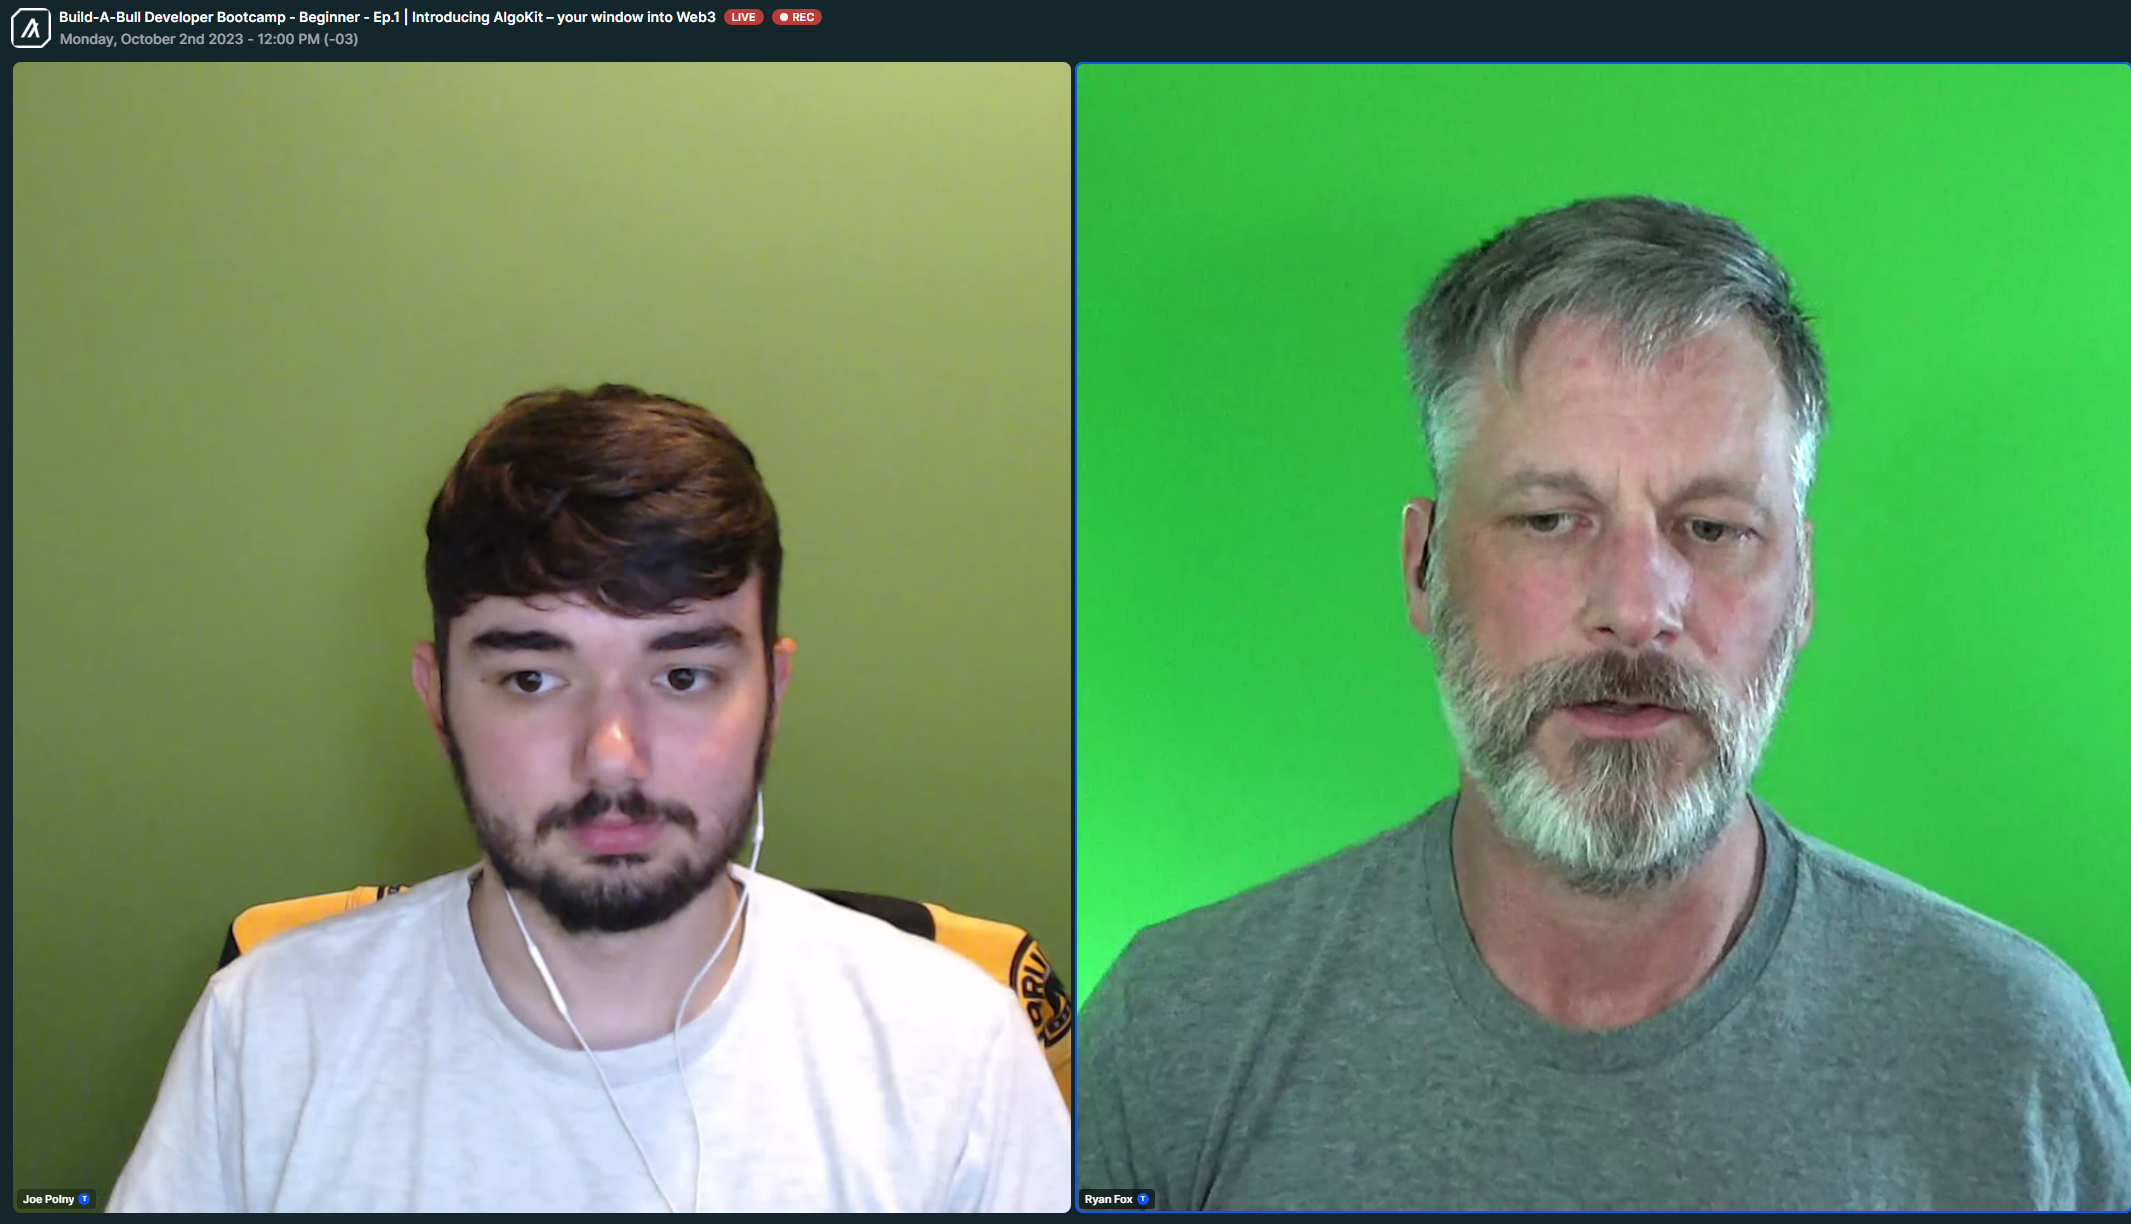 Build-A-Bull Developer Bootcamp - Beginner - Ep.1 | Introducing AlgoKit – your window into Web3 LIVE REC
Monday, October 2nd 2023 - 12:00 PM (-03)
Joe Polny T
Ryan Fox T